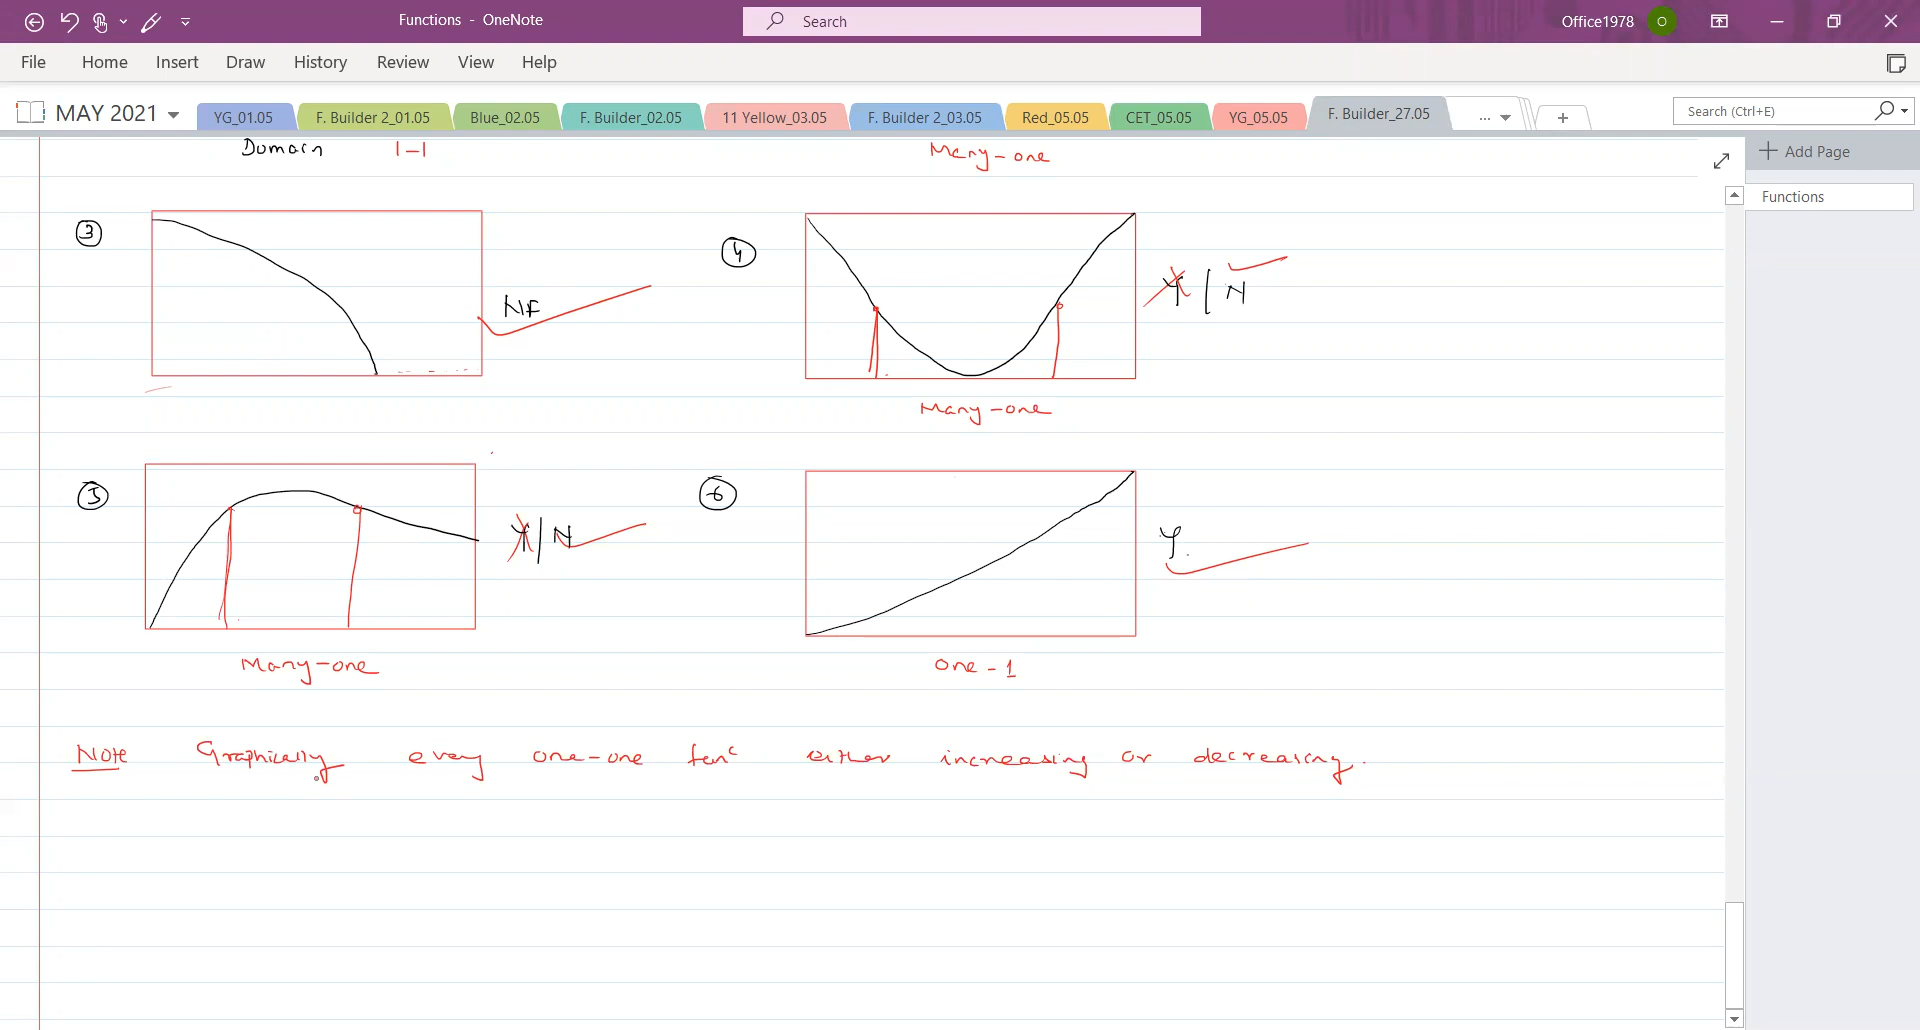 Functions - OneNote
Search
Office1978
O
File Home Insert Draw History Review View Help
MAY 2021
YG_01.05
F. Builder 2_01.05
Blue_02.05
F. Builder_02.05
11 Yellow_03.05
F. Builder 2_03.05
Red_05.05
CET_05.05
YG_05.05
F. Builder_27.05
...
+
Search (Ctrl+E)
+ Add Page
Functions
Domain 1-1
Many-one
③
NF
④
Y | N
Many-one
⑤
Y | N
Many-one
⑥
Y
One-1
Note Graphically every one-one funᶜ either increasing or decreasing.